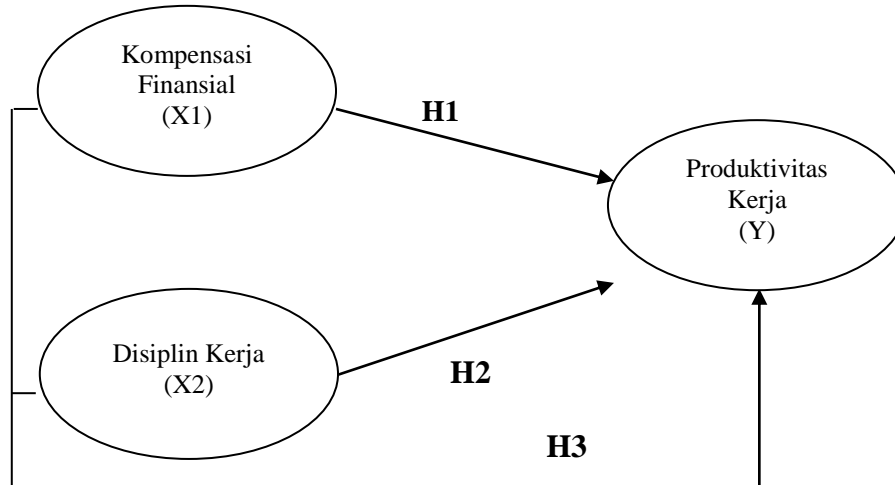 Kompensasi
Finansial
(X1)
H1
Produktivitas
Kerja
(Y)
Disiplin Kerja
(X2)
H2
H3